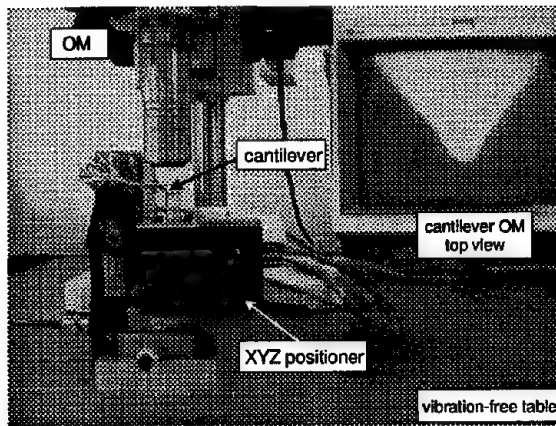 OM
cantilever
cantilever OM
top view
XYZ positioner
vibration-free table